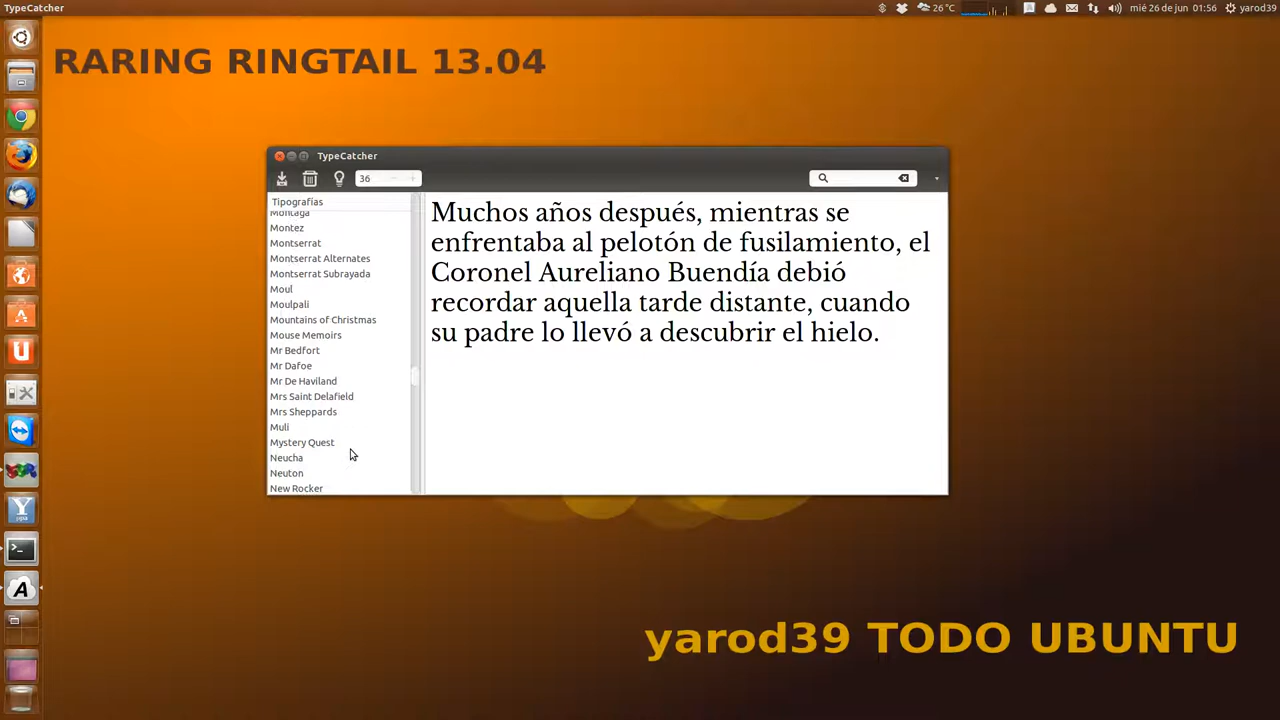 TypeCatcher
26 °C
mié 26 de jun 01:56
yarod39
RARING RINGTAIL 13.04
TypeCatcher
36
Tipografías
Montaga
Montez
Montserrat
Montserrat Alternates
Montserrat Subrayada
Moul
Moulpali
Mountains of Christmas
Mouse Memoirs
Mr Bedfort
Mr Dafoe
Mr De Haviland
Mrs Saint Delafield
Mrs Sheppards
Muli
Mystery Quest
Neucha
Neuton
New Rocker
Muchos años después, mientras se
enfrentaba al pelotón de fusilamiento, el
Coronel Aureliano Buendía debió
recordar aquella tarde distante, cuando
su padre lo llevó a descubrir el hielo.
yarod39 TODO UBUNTU